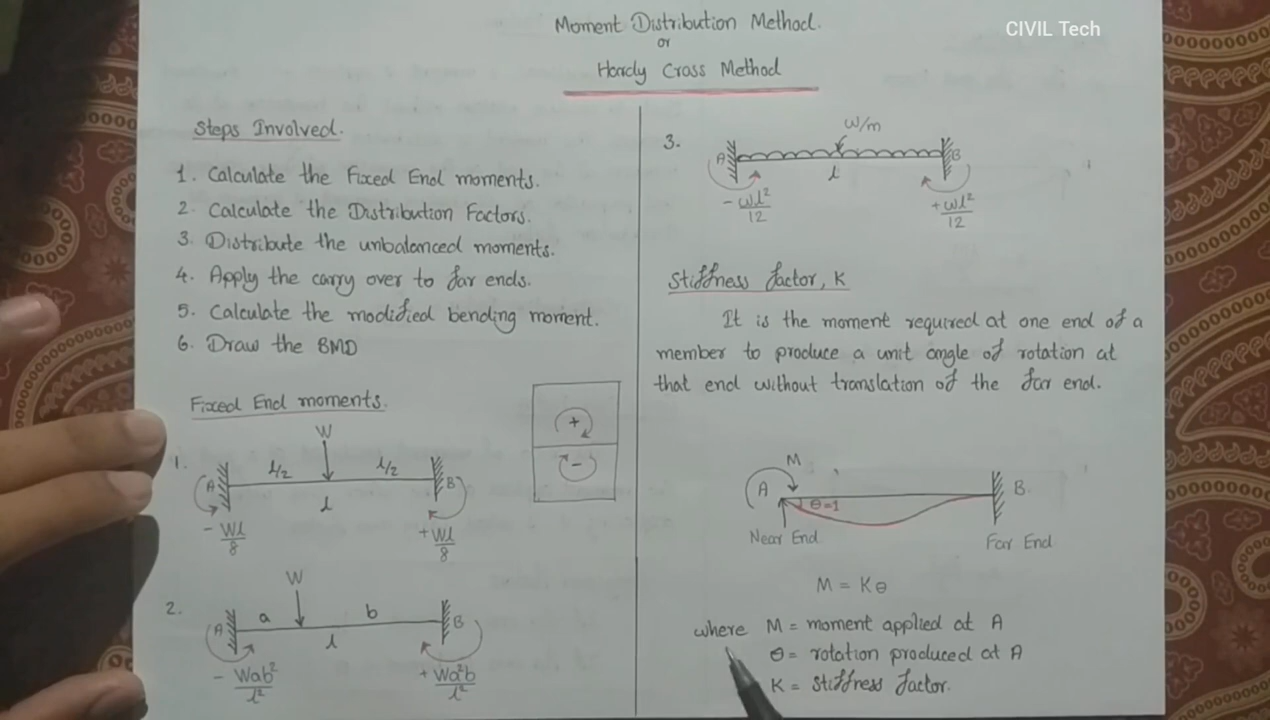 CIVIL Tech
Moment Distribution Method.
or
Hardy Cross Method
Steps Involved.
1. Calculate the Fixed End moments.
2. Calculate the Distribution Factors.
3. Distribute the unbalanced moments.
4. Apply the carry over to far ends.
5. Calculate the modified bending moment.
6. Draw the BMD
Fixed End moments.
+
-
1.
W
l/2 l/2
A B
l
- Wl/8 + Wl/8
2.
W
a b
A B
l
- Wab²/l² + Wa²b/l²
3.
W/m
A B
l
- wl²/12 + wl²/12
Stiffness factor, K
It is the moment required at one end of a
member to produce a unit angle of rotation at
that end without translation of the far end.
M
A B
θ=1
Near End Far End
M = Kθ
where M = moment applied at A
θ = rotation produced at A
K = stiffness factor.